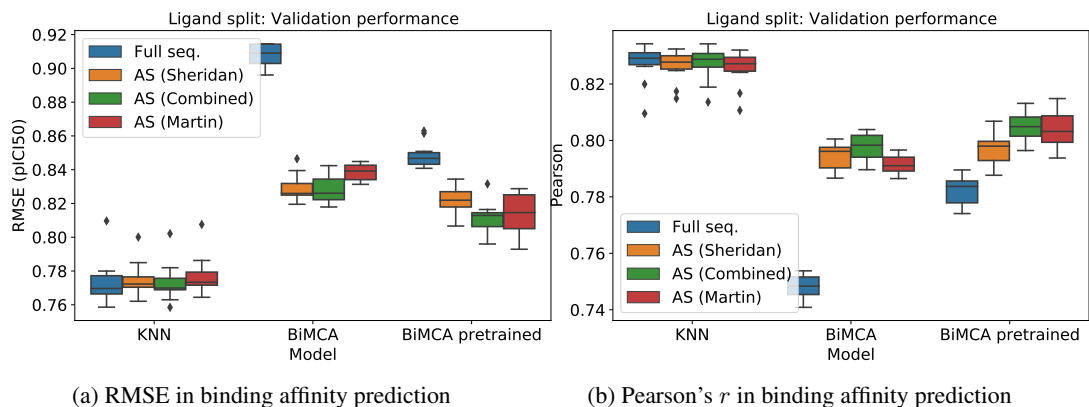 Ligand split: Validation performance
0.92
0.90
0.88
0.86
0.84
0.82
0.80
0.78
0.76
RMSE (pICI50)
Full seq.
AS (Sheridan)
AS (Combined)
AS (Martin)
KNN
BiMCA
BiMCA pretrained
Model
(a) RMSE in binding affinity prediction
Ligand split: Validation performance
0.82
0.80
0.78
0.76
0.74
Pearson
Full seq.
AS (Sheridan)
AS (Combined)
AS (Martin)
KNN
BiMCA
BiMCA pretrained
Model
(b) Pearson's r in binding affinity prediction